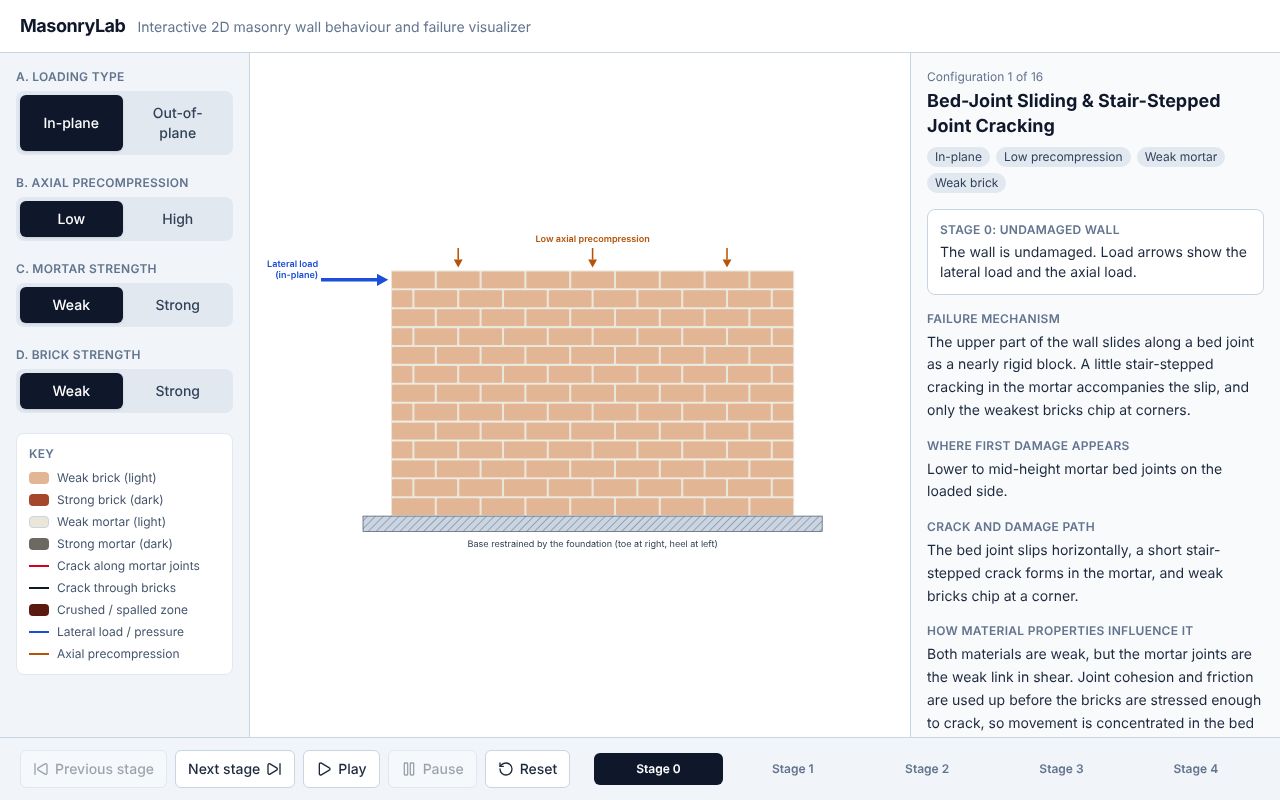 MasonryLab Interactive 2D masonry wall behaviour and failure visualizer
A. LOADING TYPE
In-plane
Out-of-
plane
B. AXIAL PRECOMPRESSION
Low
High
C. MORTAR STRENGTH
Weak
Strong
D. BRICK STRENGTH
Weak
Strong
KEY
Weak brick (light)
Strong brick (dark)
Weak mortar (light)
Strong mortar (dark)
Crack along mortar joints
Crack through bricks
Crushed / spalled zone
Lateral load / pressure
Axial precompression
Low axial precompression
Lateral load
(in-plane)
Base restrained by the foundation (toe at right, heel at left)
Configuration 1 of 16
Bed-Joint Sliding & Stair-Stepped
Joint Cracking
In-plane
Low precompression
Weak mortar
Weak brick
STAGE 0: UNDAMAGED WALL
The wall is undamaged. Load arrows show the
lateral load and the axial load.
FAILURE MECHANISM
The upper part of the wall slides along a bed joint
as a nearly rigid block. A little stair-stepped
cracking in the mortar accompanies the slip, and
only the weakest bricks chip at corners.
WHERE FIRST DAMAGE APPEARS
Lower to mid-height mortar bed joints on the
loaded side.
CRACK AND DAMAGE PATH
The bed joint slips horizontally, a short stair-
stepped crack forms in the mortar, and weak
bricks chip at a corner.
HOW MATERIAL PROPERTIES INFLUENCE IT
Both materials are weak, but the mortar joints are
the weak link in shear. Joint cohesion and friction
are used up before the bricks are stressed enough
to crack, so movement is concentrated in the bed
Previous stage
Next stage
Play
Pause
Reset
Stage 0
Stage 1
Stage 2
Stage 3
Stage 4